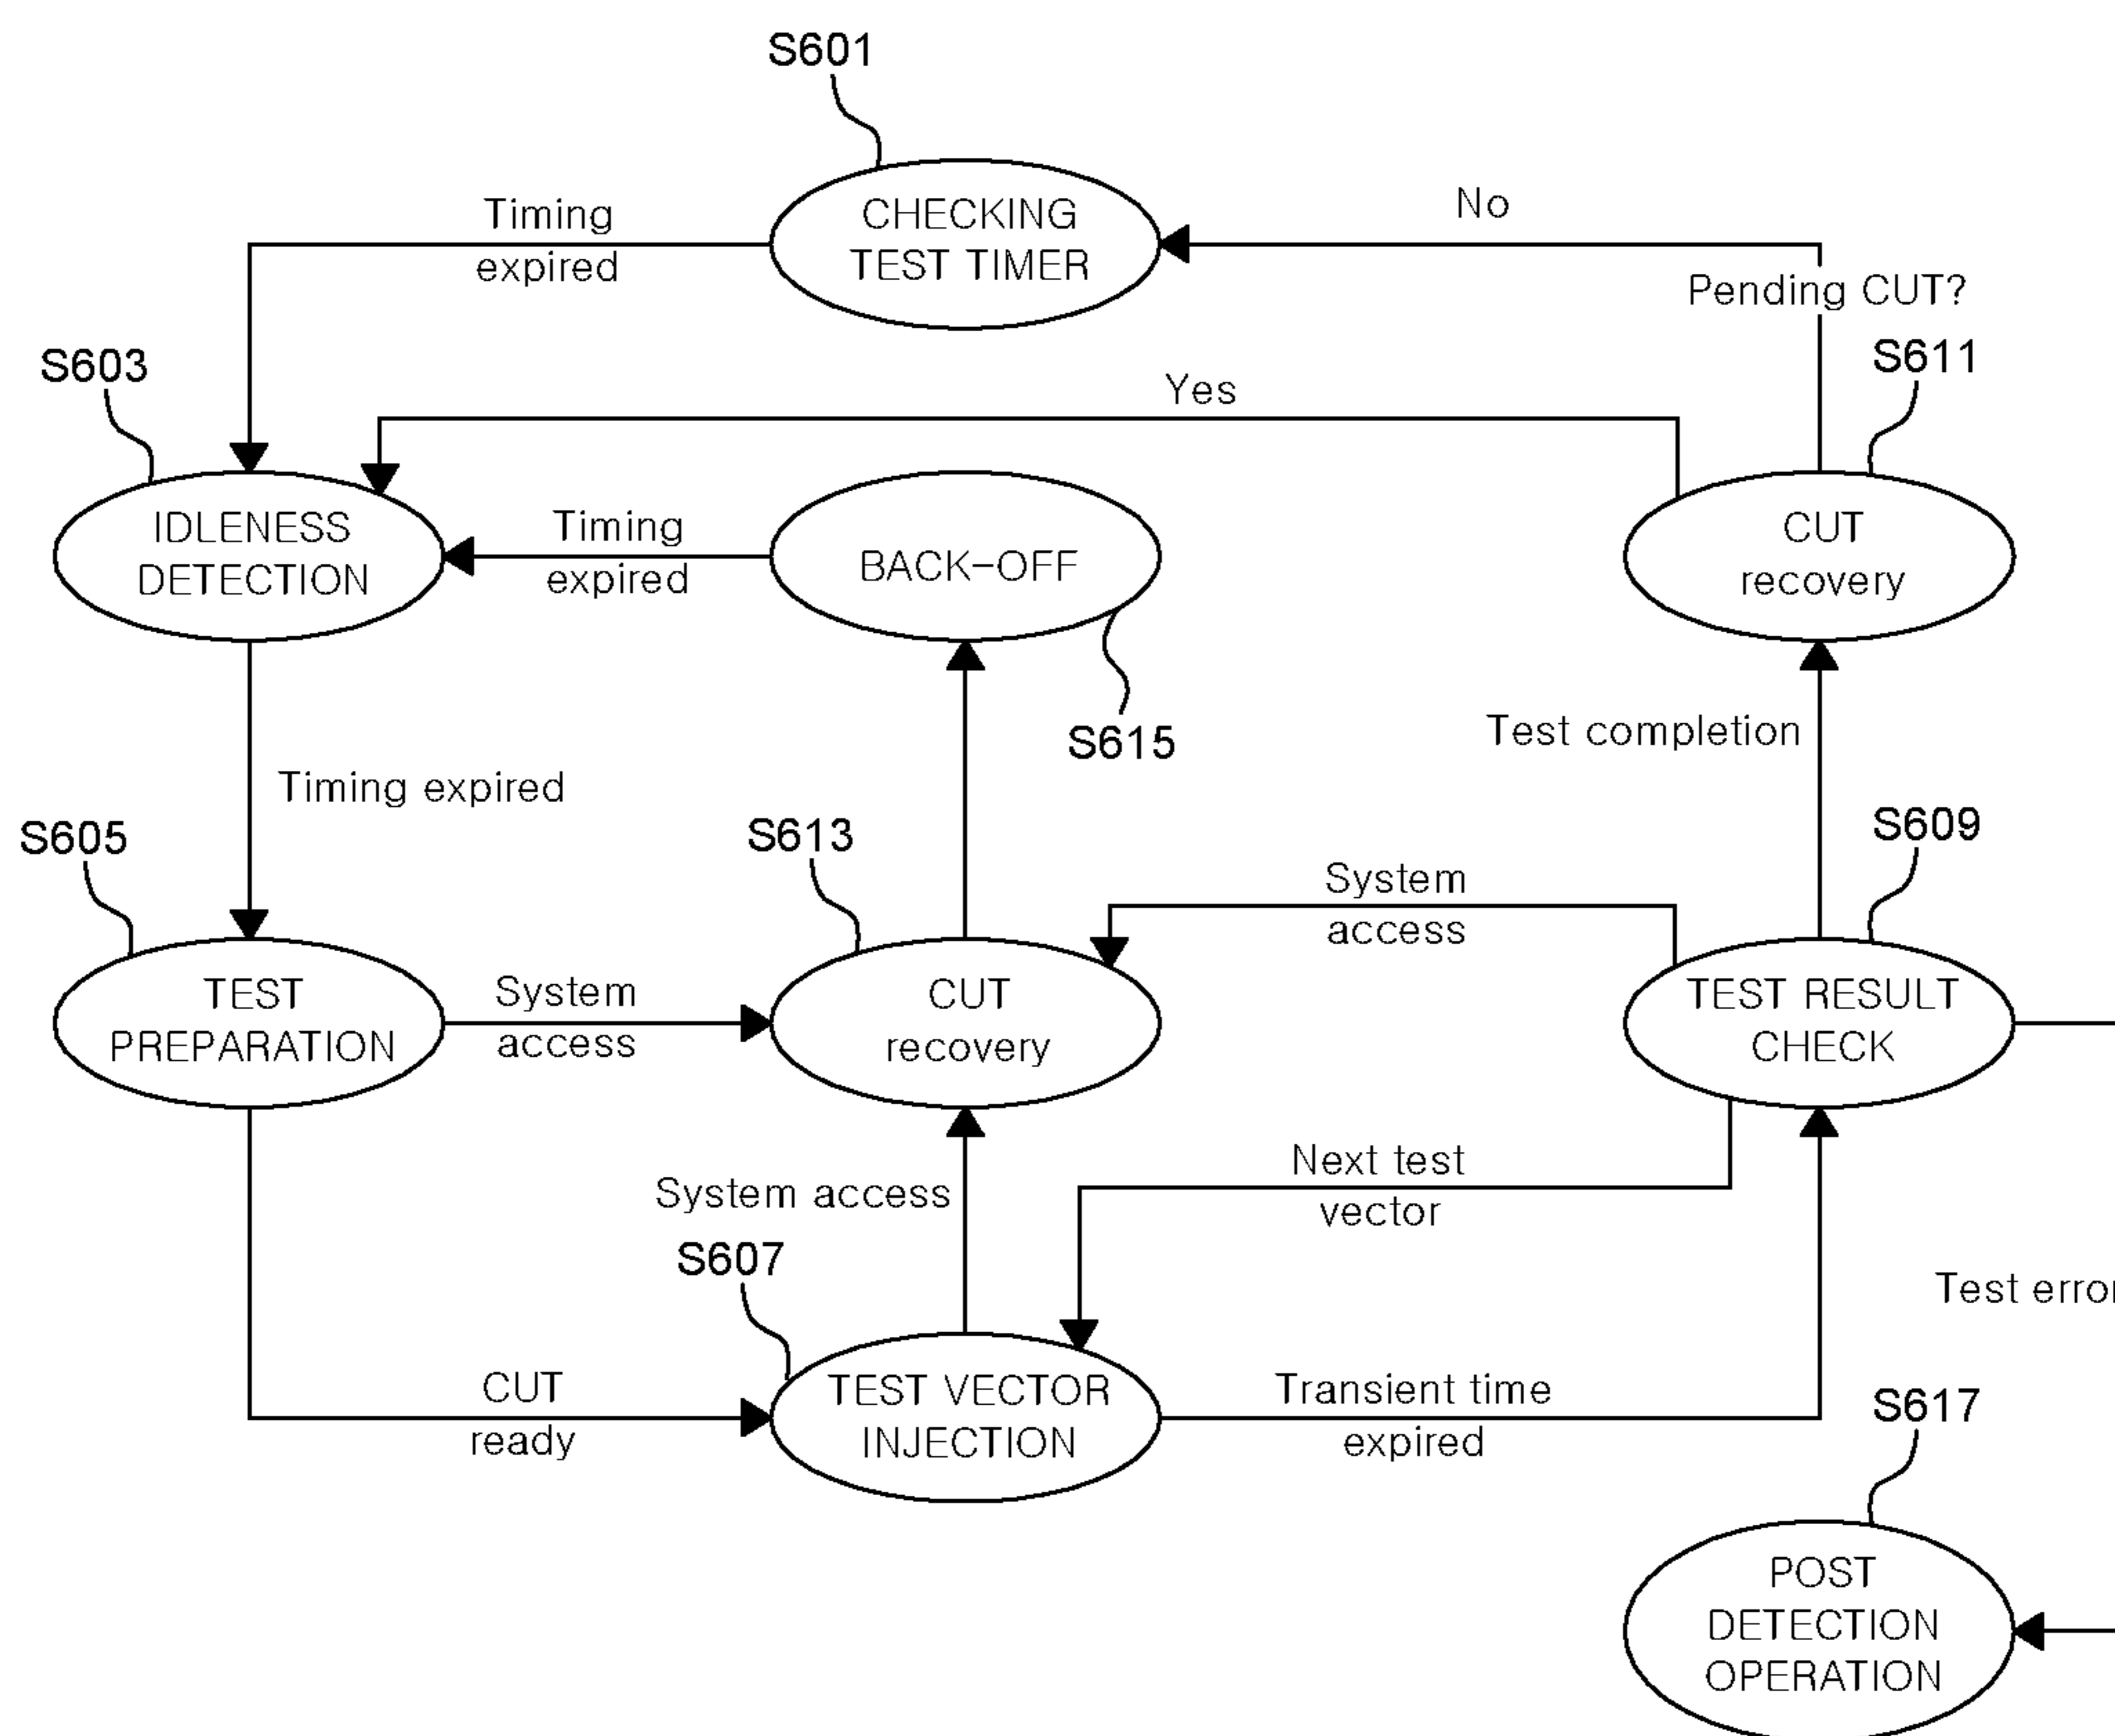 S601
CHECKING
TEST TIMER
Timing
expired
No
Pending CUT?
S611
S603
Yes
IDLENESS
DETECTION
Timing
expired
BACK-OFF
CUT
recovery
S615
Test completion
Timing expired
S605
S613
S609
System
access
TEST
PREPARATION
System
access
CUT
recovery
TEST RESULT
CHECK
Next test
vector
System access
S607
Test error
CUT
ready
TEST VECTOR
INJECTION
Transient time
expired
S617
POST
DETECTION
OPERATION